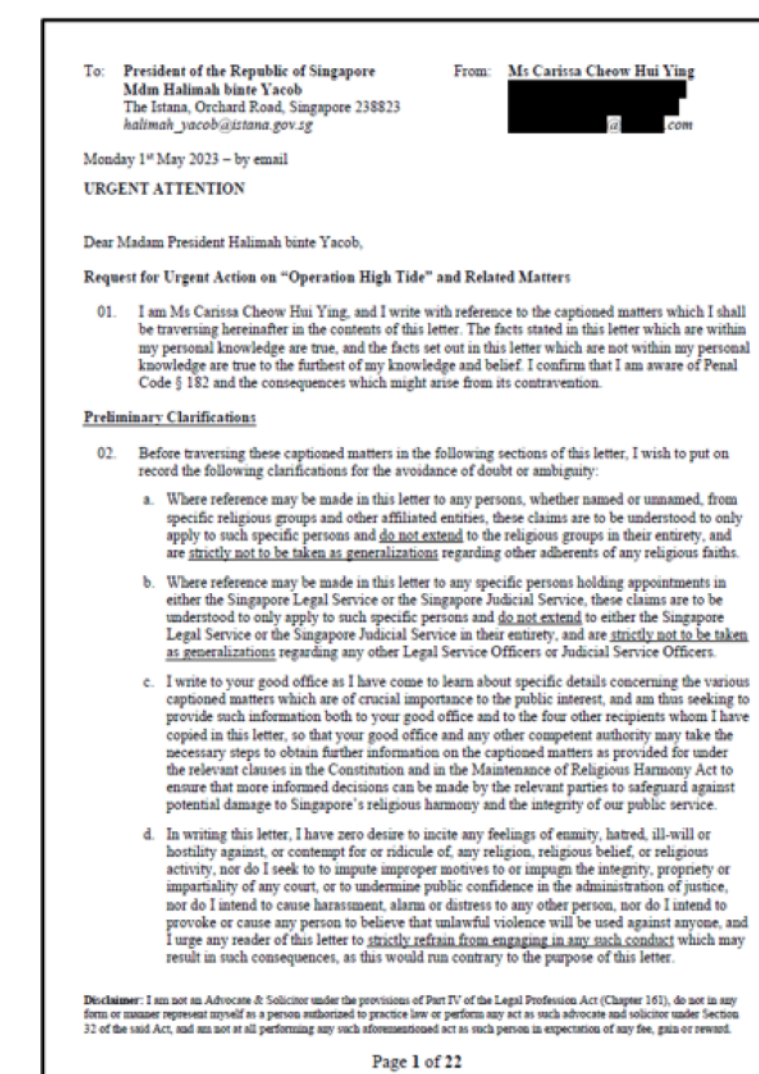 To: President of the Republic of Singapore From: Ms Carissa Cheow Hui Ying
Mdm Halimah binte Yacob
The Istana, Orchard Road, Singapore 238823
halimah_yacob@istana.gov.sg @ .com
Monday 1st May 2023 – by email
URGENT ATTENTION
Dear Madam President Halimah binte Yacob,
Request for Urgent Action on “Operation High Tide” and Related Matters
01. I am Ms Carissa Cheow Hui Ying, and I write with reference to the captioned matters which I shall
be traversing hereinafter in the contents of this letter. The facts stated in this letter which are within
my personal knowledge are true, and the facts set out in this letter which are not within my personal
knowledge are true to the furthest of my knowledge and belief. I confirm that I am aware of Penal
Code § 182 and the consequences which might arise from its contravention.
Preliminary Clarifications
02. Before traversing these captioned matters in the following sections of this letter, I wish to put on
record the following clarifications for the avoidance of doubt or ambiguity:
a. Where reference may be made in this letter to any persons, whether named or unnamed, from
specific religious groups and other affiliated entities, these claims are to be understood to only
apply to such specific persons and do not extend to the religious groups in their entirety, and
are strictly not to be taken as generalizations regarding other adherents of any religious faiths.
b. Where reference may be made in this letter to any specific persons holding appointments in
either the Singapore Legal Service or the Singapore Judicial Service, these claims are to be
understood to only apply to such specific persons and do not extend to either the Singapore
Legal Service or the Singapore Judicial Service in their entirety, and are strictly not to be taken
as generalizations regarding any other Legal Service Officers or Judicial Service Officers.
c. I write to your good office as I have come to learn about specific details concerning the various
captioned matters which are of crucial importance to the public interest, and am thus seeking to
provide such information both to your good office and to the four other recipients whom I have
copied in this letter, so that your good office and any other competent authority may take the
necessary steps to obtain further information on the captioned matters as provided for under
the relevant clauses in the Constitution and in the Maintenance of Religious Harmony Act to
ensure that more informed decisions can be made by the relevant parties to safeguard against
potential damage to Singapore’s religious harmony and the integrity of our public service.
d. In writing this letter, I have zero desire to incite any feelings of enmity, hatred, ill-will or
hostility against, or contempt for or ridicule of, any religion, religious belief, or religious
activity, nor do I seek to to impute improper motives to or impugn the integrity, propriety or
impartiality of any court, or to undermine public confidence in the administration of justice,
nor do I intend to cause harassment, alarm or distress to any other person, nor do I intend to
provoke or cause any person to believe that unlawful violence will be used against anyone, and
I urge any reader of this letter to strictly refrain from engaging in any such conduct which may
result in such consequences, as this would run contrary to the purpose of this letter.
Disclaimer: I am not an Advocate & Solicitor under the provisions of Part IV of the Legal Profession Act (Chapter 161), do not in any
form or manner represent myself as a person authorized to practice law or perform any act as such advocate and solicitor under Section
32 of the said Act, and am not at all performing any such aforementioned act as such person in expectation of any fee, gain or reward.
Page 1 of 22